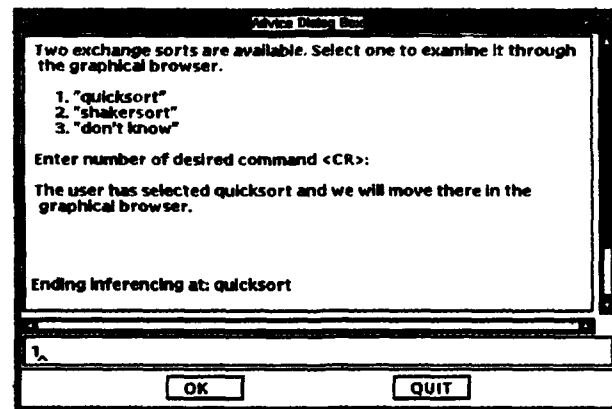 Advice Dialog Box
Two exchange sorts are available. Select one to examine it through
the graphical browser.
1. "quicksort"
2. "shakersort"
3. "don't know"
Enter number of desired command <CR>:
The user has selected quicksort and we will move there in the
graphical browser.
Ending inferencing at: quicksort
1^
OK QUIT